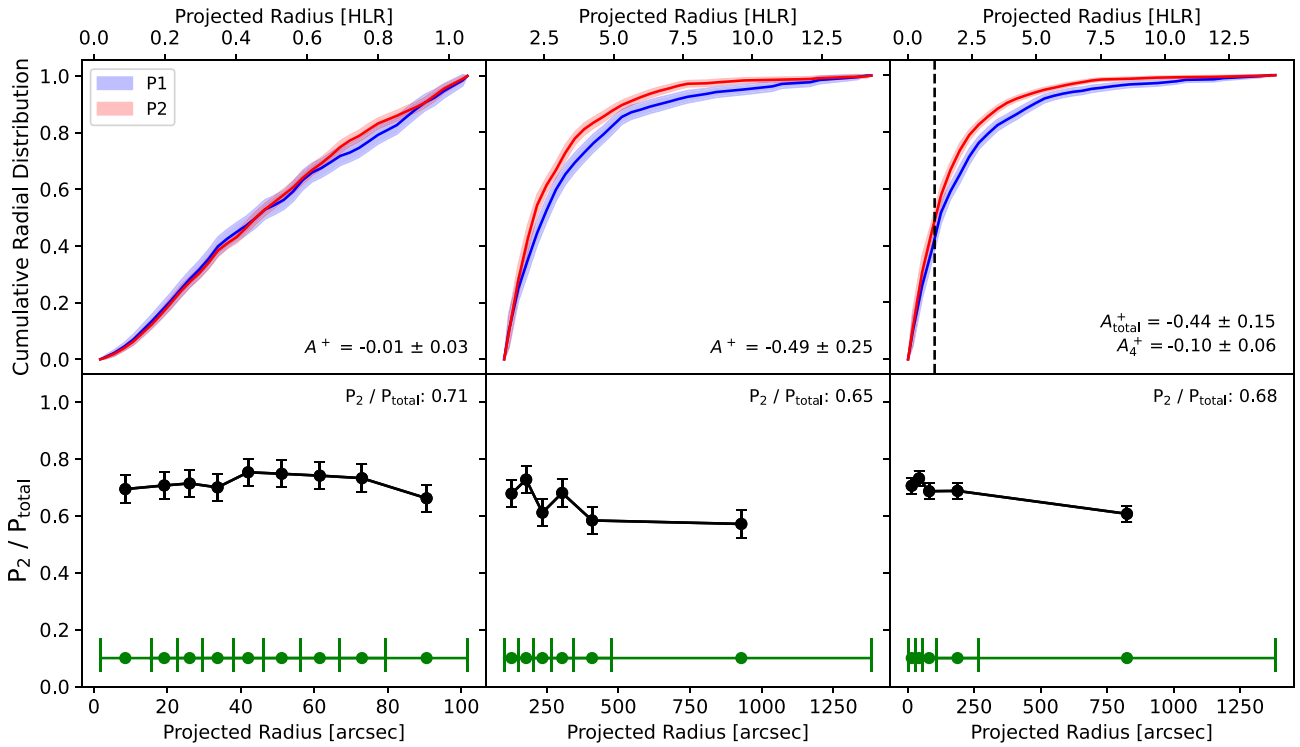 Projected Radius [HLR] Projected Radius [HLR] Projected Radius [HLR]
0.0 0.2 0.4 0.6 0.8 1.0 2.5 5.0 7.5 10.0 12.5 0.0 2.5 5.0 7.5 10.0 12.5
Cumulative Radial Distribution
1.0
0.8
0.6
0.4
0.2
0.0
P1
P2
A⁺ = -0.01 ± 0.03
A⁺ = -0.49 ± 0.25
A⁺total = -0.44 ± 0.15
A⁺4 = -0.10 ± 0.06
P₂ / Ptotal
1.0
0.8
0.6
0.4
0.2
0.0
P₂ / Ptotal: 0.71
P₂ / Ptotal: 0.65
P₂ / Ptotal: 0.68
0 20 40 60 80 100 250 500 750 1000 1250 0 250 500 750 1000 1250
Projected Radius [arcsec] Projected Radius [arcsec] Projected Radius [arcsec]